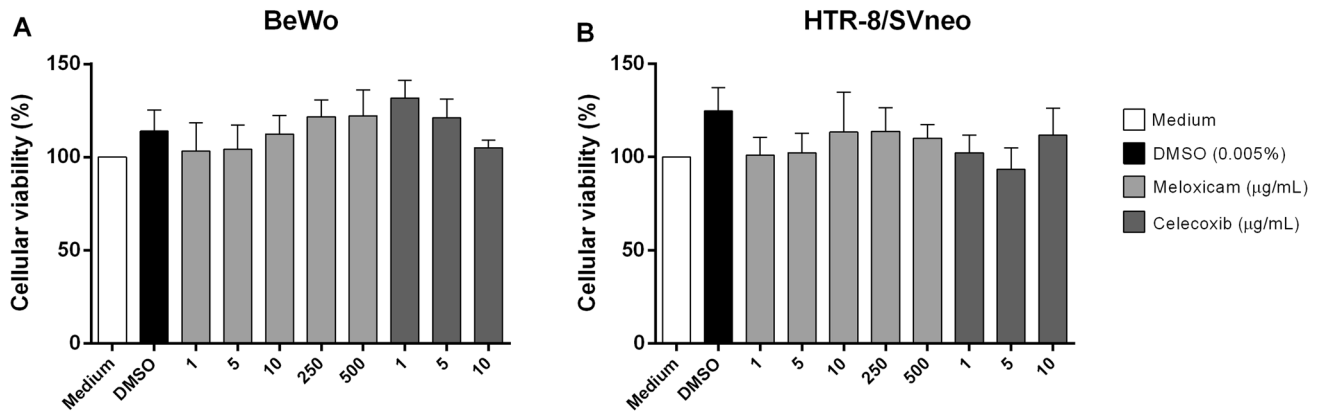 A
BeWo
Cellular viability (%)
150
100
50
0
Medium
DMSO
1
5
10
250
500
1
5
10
B
HTR-8/SVneo
Cellular viability (%)
150
100
50
0
Medium
DMSO
1
5
10
250
500
1
5
10
Medium
DMSO (0.005%)
Meloxicam (μg/mL)
Celecoxib (μg/mL)